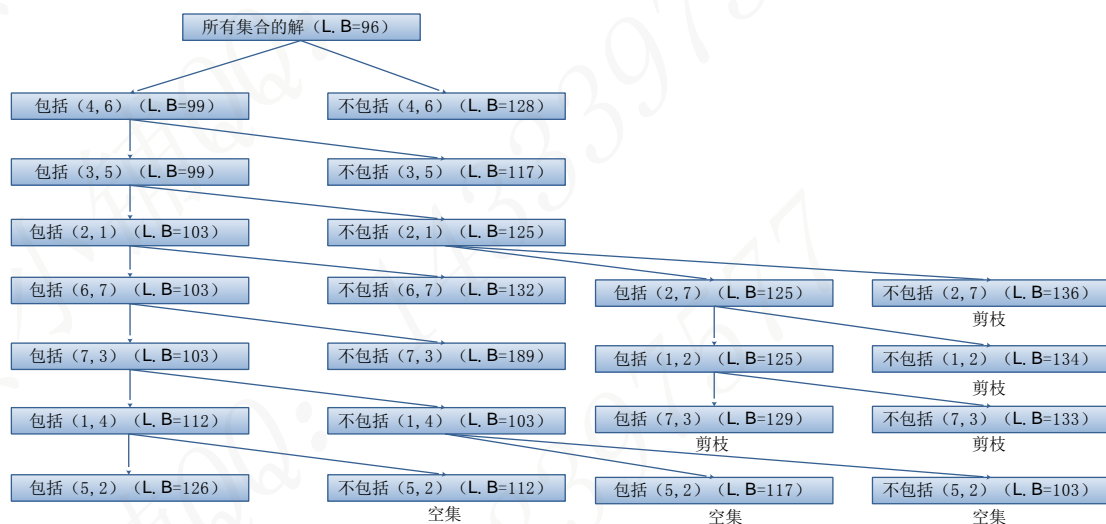 所有集合的解（L.B=96）
包括（4,6）（L.B=99）
不包括（4,6）（L.B=128）
包括（3,5）（L.B=99）
不包括（3,5）（L.B=117）
包括（2,1）（L.B=103）
不包括（2,1）（L.B=125）
包括（6,7）（L.B=103）
不包括（6,7）（L.B=132）
包括（2,7）（L.B=125）
不包括（2,7）（L.B=136）
剪枝
包括（7,3）（L.B=103）
不包括（7,3）（L.B=189）
包括（1,2）（L.B=125）
不包括（1,2）（L.B=134）
剪枝
包括（1,4）（L.B=112）
不包括（1,4）（L.B=103）
包括（7,3）（L.B=129）
不包括（7,3）（L.B=133）
剪枝
剪枝
包括（5,2）（L.B=126）
不包括（5,2）（L.B=112）
包括（5,2）（L.B=117）
不包括（5,2）（L.B=103）
空集
空集
空集